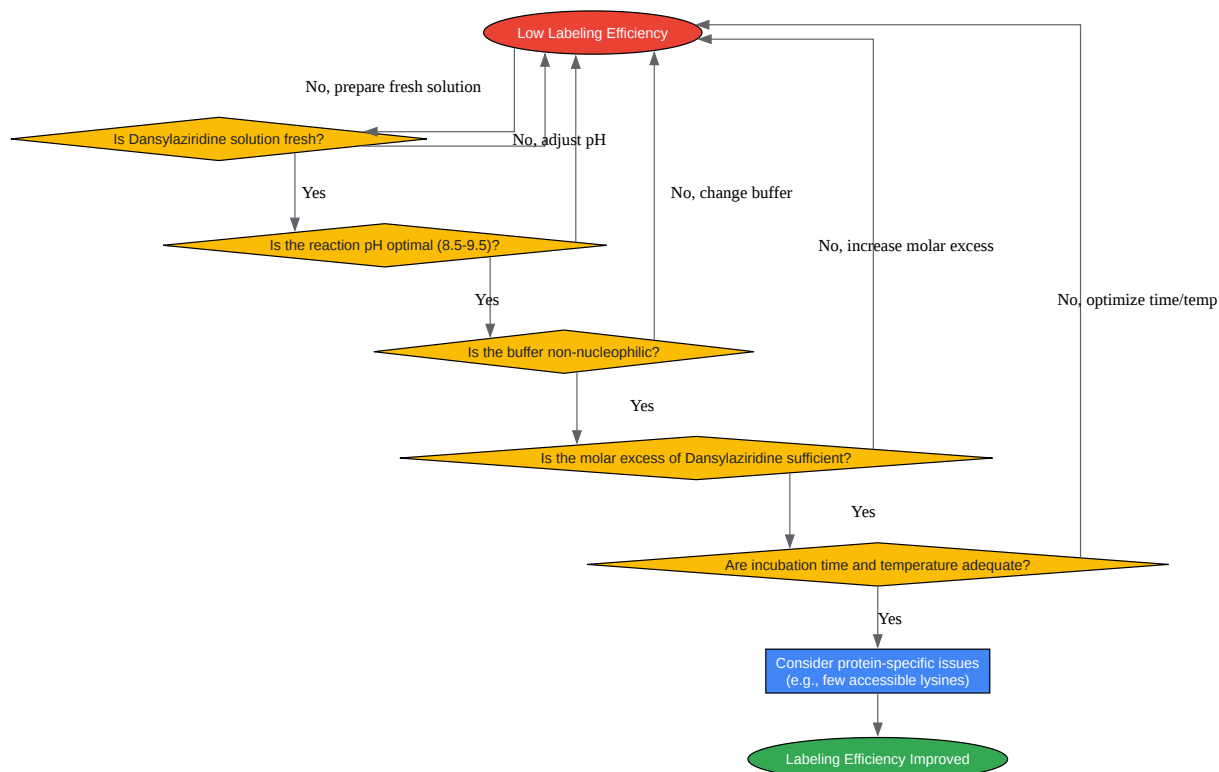 Low Labeling Efficiency
No, prepare fresh solution
Is Dansylaziridine solution fresh?
No, adjust pH
Yes
No, change buffer
Is the reaction pH optimal (8.5-9.5)?
No, increase molar excess
Yes
No, optimize time/temp
Is the buffer non-nucleophilic?
Yes
Is the molar excess of Dansylaziridine sufficient?
Yes
Are incubation time and temperature adequate?
Yes
Consider protein-specific issues
(e.g., few accessible lysines)
Labeling Efficiency Improved